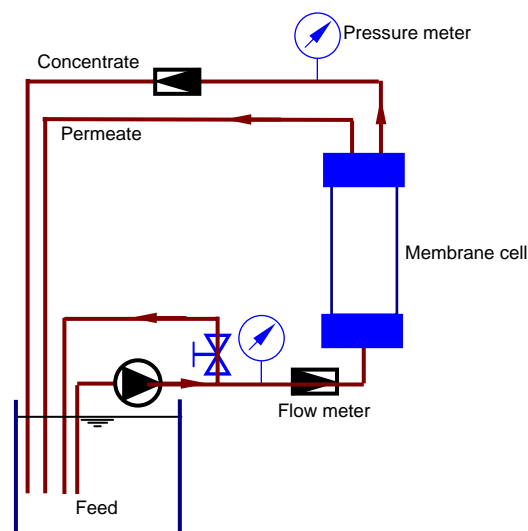 Pressure meter
Concentrate
Permeate
Membrane cell
Flow meter
Feed